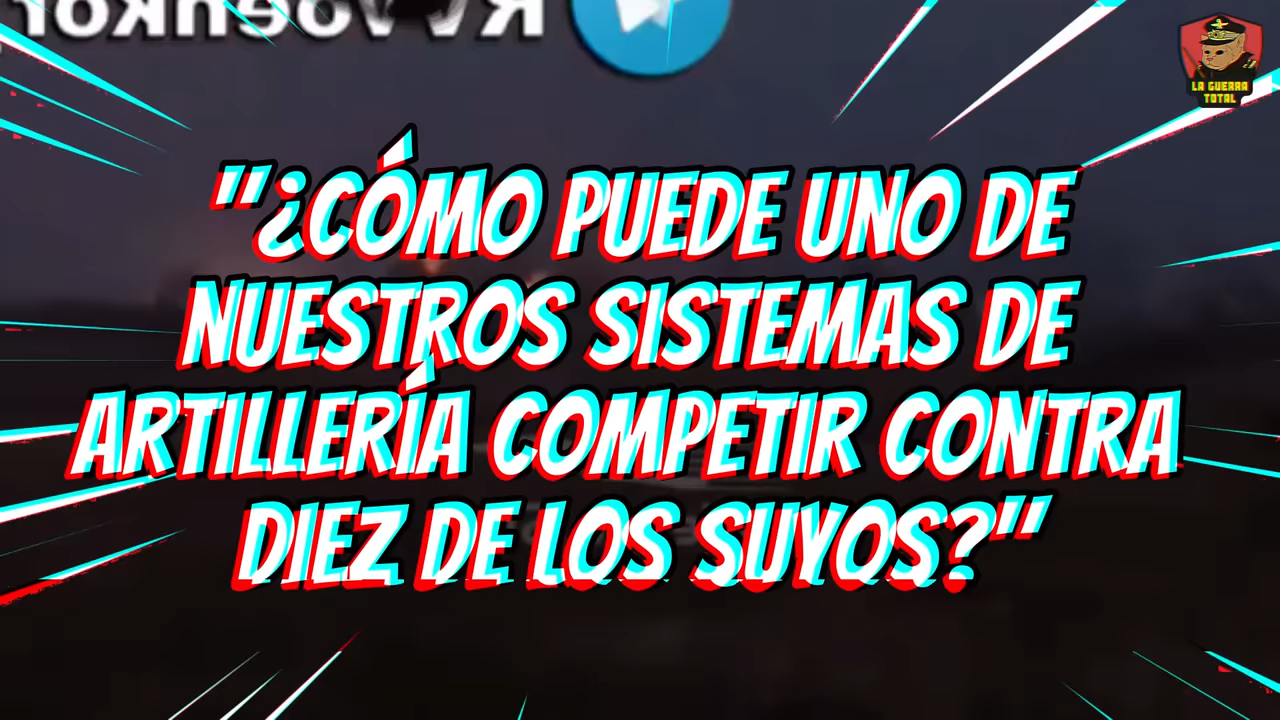 "¿CÓMO PUEDE UNO DE
NUESTROS SISTEMAS DE
ARTILLERÍA COMPETIR CONTRA
DIEZ DE LOS SUYOS?"
LA GUERRA
TOTAL